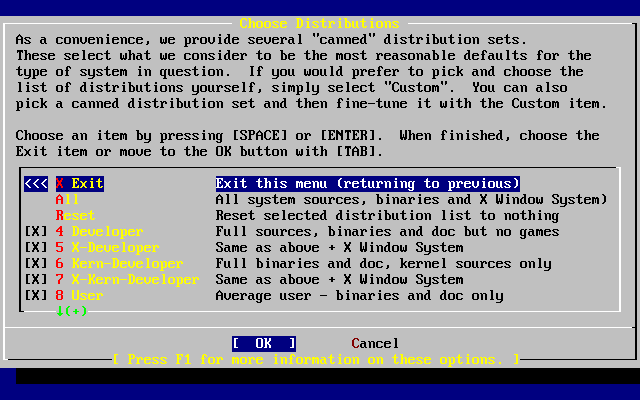 Choose Distributions
As a convenience, we provide several "canned" distribution sets.
These select what we consider to be the most reasonable defaults for the
type of system in question.  If you would prefer to pick and choose the
list of distributions yourself, simply select "Custom".  You can also
pick a canned distribution set and then fine-tune it with the Custom item.
Choose an item by pressing [SPACE] or [ENTER].  When finished, choose the
Exit item or move to the OK button with [TAB].
<<< X Exit Exit this menu (returning to previous)
All All system sources, binaries and X Window System)
Reset Reset selected distribution list to nothing
[X] 4 Developer Full sources, binaries and doc but no games
[X] 5 X-Developer Same as above + X Window System
[X] 6 Kern-Developer Full binaries and doc, kernel sources only
[X] 7 X-Kern-Developer Same as above + X Window System
[X] 8 User Average user - binaries and doc only
↓(+)
[ OK ] Cancel
[ Press F1 for more information on these options. ]